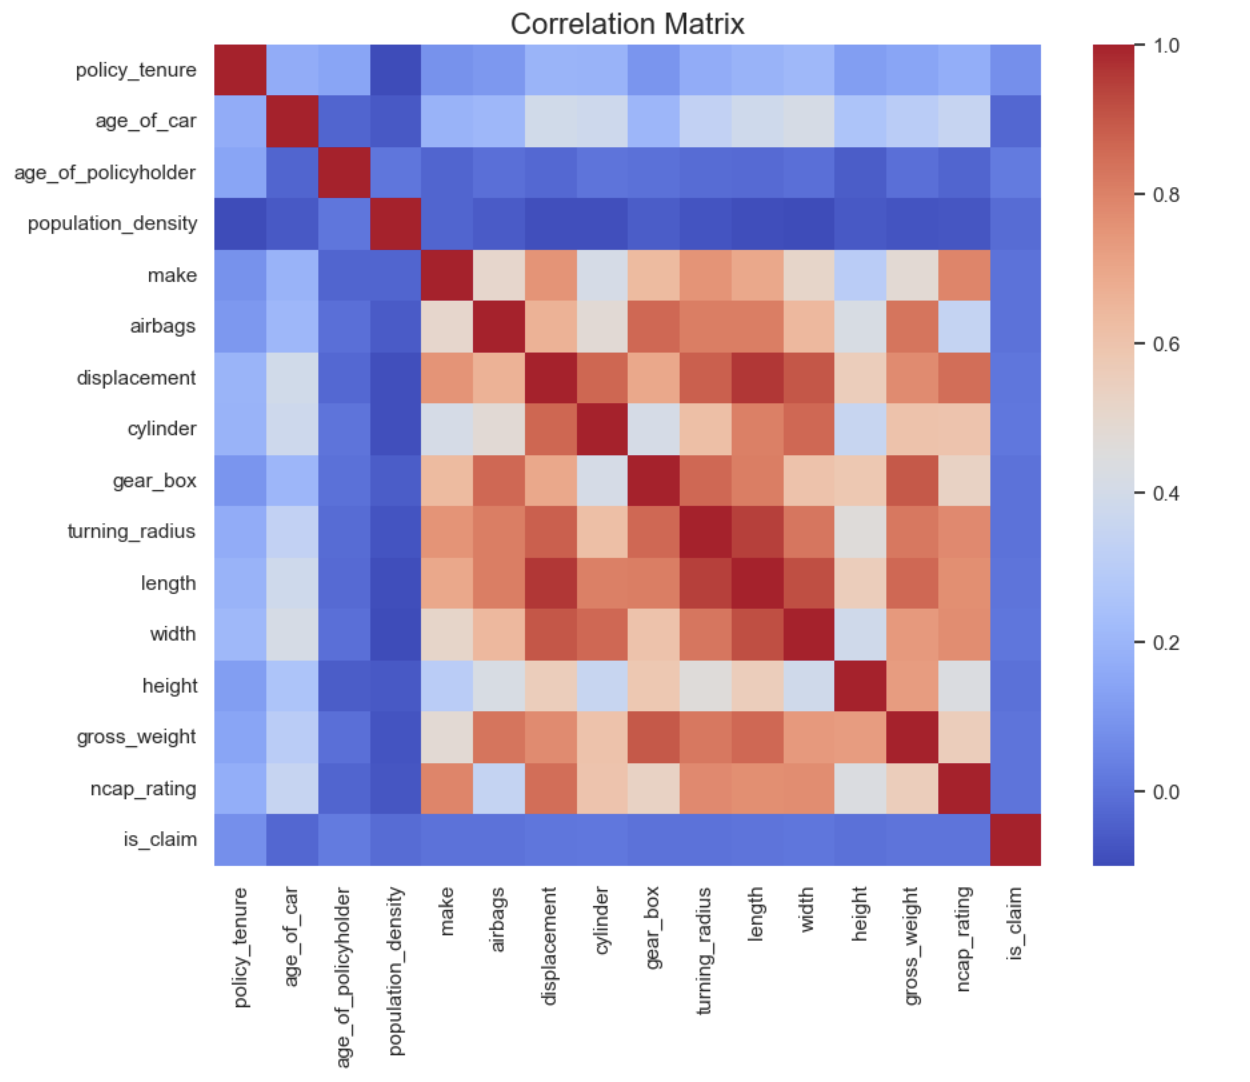 Correlation Matrix
policy_tenure
age_of_car
age_of_policyholder
population_density
make
airbags
displacement
cylinder
gear_box
turning_radius
length
width
height
gross_weight
ncap_rating
is_claim
policy_tenure
age_of_car
age_of_policyholder
population_density
make
airbags
displacement
cylinder
gear_box
turning_radius
length
width
height
gross_weight
ncap_rating
is_claim
1.0
0.8
0.6
0.4
0.2
0.0